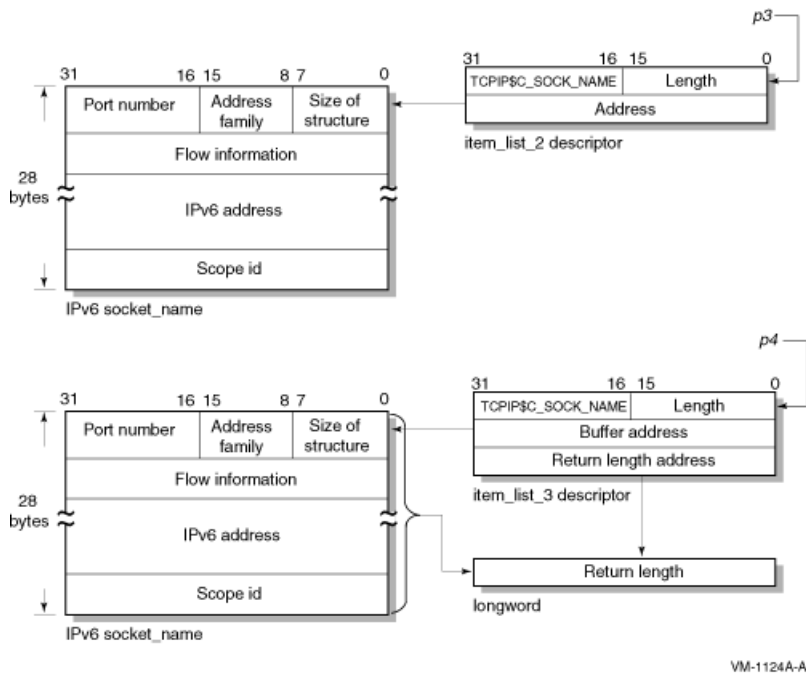 p3
31 16 15 8 7 0
Port number Address family Size of structure
Flow information
28 bytes
IPv6 address
Scope id
IPv6 socket_name
31 16 15 0
TCPIP$C_SOCK_NAME Length
Address
item_list_2 descriptor
p4
31 16 15 8 7 0
Port number Address family Size of structure
Flow information
28 bytes
IPv6 address
Scope id
IPv6 socket_name
31 16 15 0
TCPIP$C_SOCK_NAME Length
Buffer address
Return length address
item_list_3 descriptor
Return length
longword
VM-1124A-AI